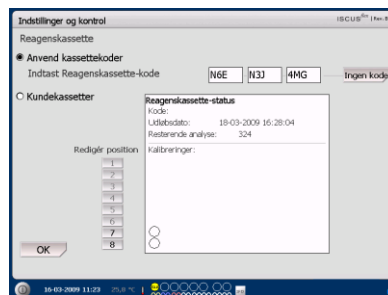 Indstillinger og kontrol
ISCUS
Reagenskassette
Anvend kassettekoder
Indtast Reagenskassette-kode
N6E N3J 4MG
Ingen kode
Kundekassetter
Reagenskassette-status
Kode:
Udløbsdato: 18-03-2009 16:28:04
Resterende analyse: 324
Redigér position
Kalibreringer:
1
2
3
4
5
6
7
8
OK
16-03-2009 11:23 25,8 °C